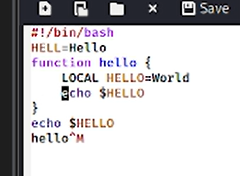 Save
#!/bin/bash
HELL=Hello
function hello {
    LOCAL HELLO=World
    echo $HELLO
}
echo $HELLO
hello^M